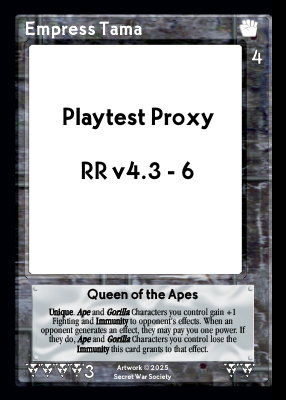 Empress Tama
4
Playtest Proxy
RR v4.3 - 6
Queen of the Apes
Unique. Ape and Gorilla Characters you control gain +1
Fighting and Immunity to opponent's effects. When an
opponent generates an effect, they may pay you one power. If
they do, Ape and Gorilla Characters you control lose the
Immunity this card grants to that effect.
3
Artwork © 2025
Secret War Society